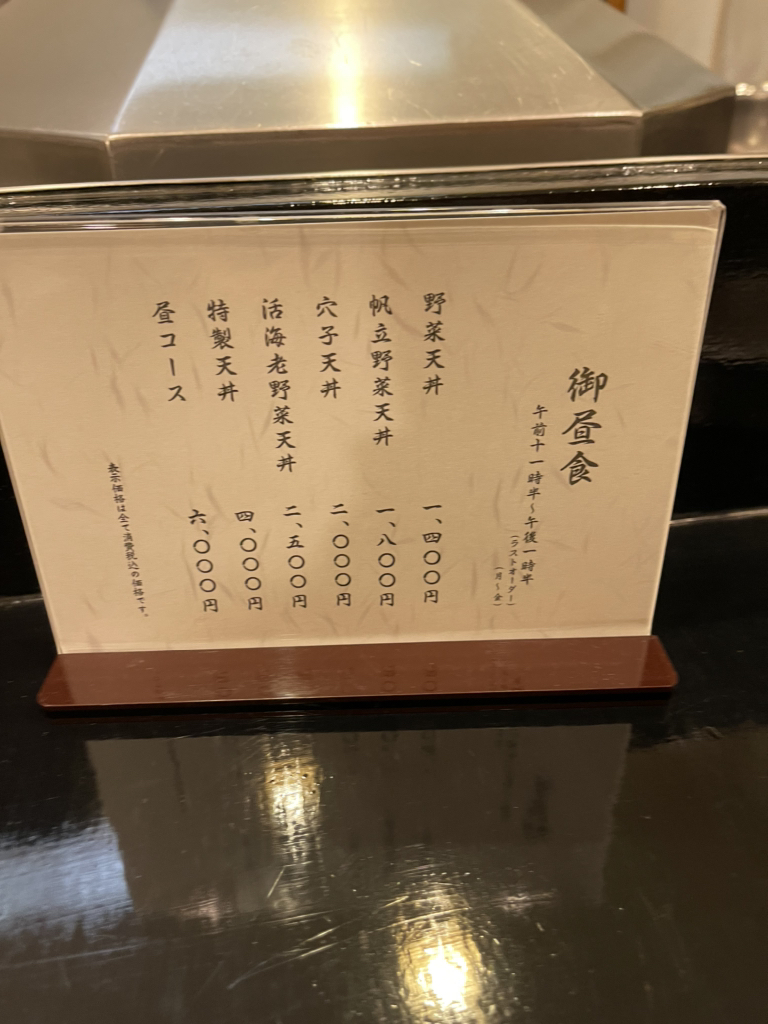 御昼食
午前十一時半~午後一時半
(ラストオーダー)
(月~金)
野菜天丼 一、四〇〇円
帆立野菜天丼 一、八〇〇円
穴子天丼 二、〇〇〇円
活海老野菜天丼 二、五〇〇円
特製天丼 四、〇〇〇円
昼コース 六、〇〇〇円
表示価格は全て消費税込の価格です。